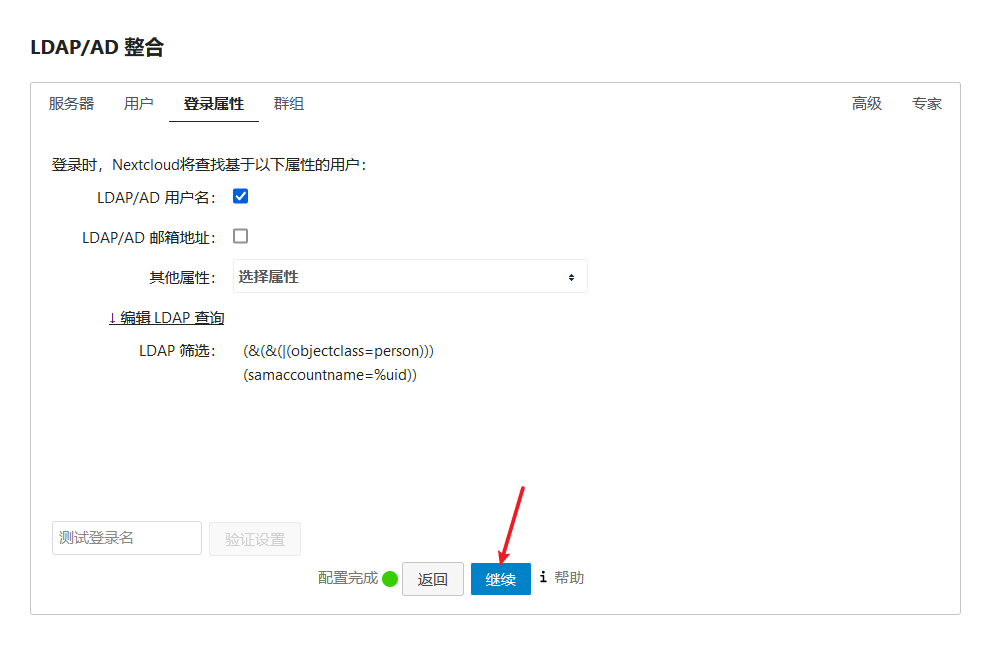 LDAP/AD 整合
服务器 用户 登录属性 群组 高级 专家
登录时，Nextcloud将查找基于以下属性的用户：
LDAP/AD 用户名：
LDAP/AD 邮箱地址：
其他属性： 选择属性
↓ 编辑 LDAP 查询
LDAP 筛选： (&(&(|(objectclass=person)))
(samaccountname=%uid))
测试登录名 验证设置
配置完成 返回 继续 i 帮助